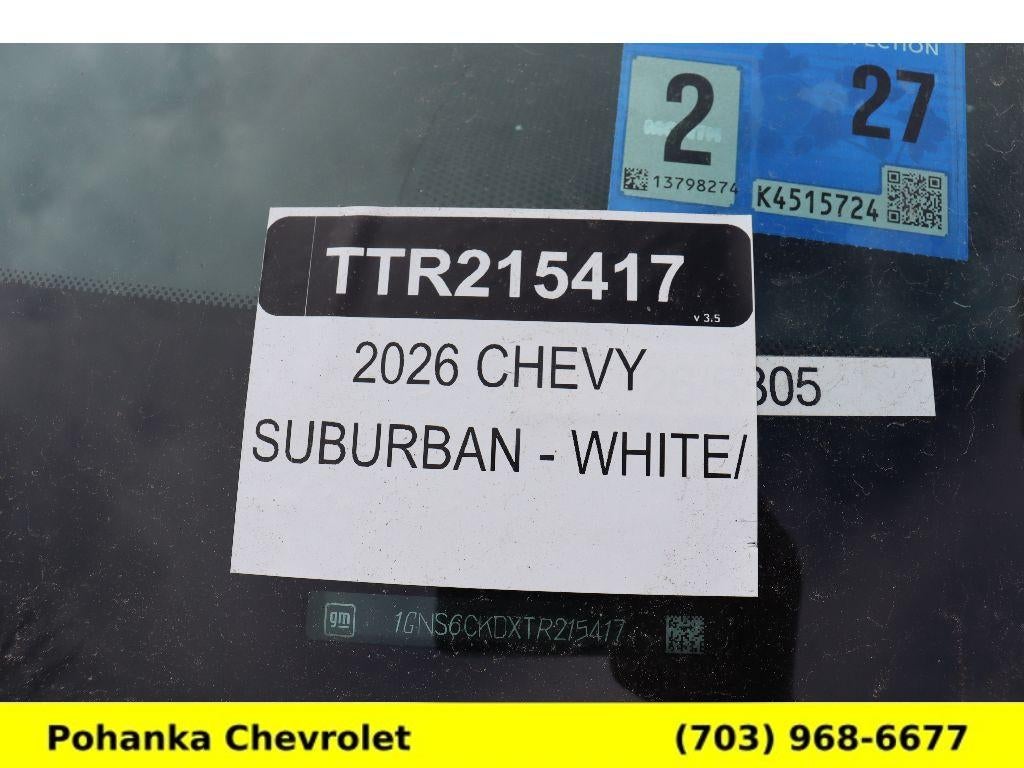 2
27
13798274
K4515724
TTR215417
v 3.5
2026 CHEVY
SUBURBAN - WHITE/
305
gm
1GNS6CKDXTR215417
Pohanka Chevrolet
(703) 968-6677